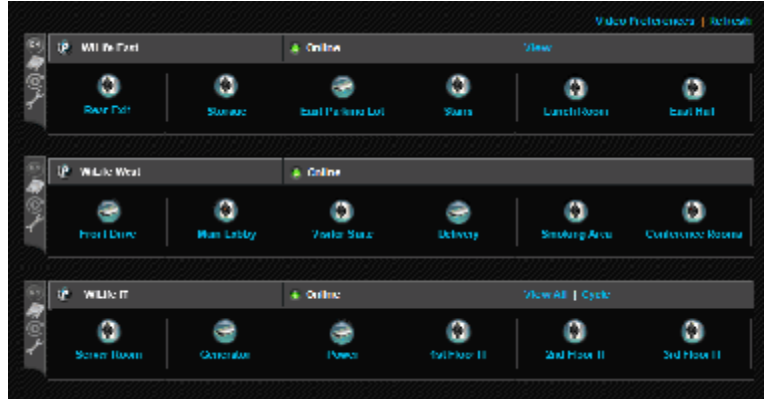 Video Preferences | Refresh
WiLife East Online View
Rear Exit Storage East Parking Lot Stairs Lunch Room East Hall
WiLife West Online
Front Drive Main Lobby Visitor Suite Delivery Smoking Area Conference Rooms
WiLife IT Online View All | Cycle
Server Room Generator Power 1st Floor IT 2nd Floor IT 3rd Floor IT